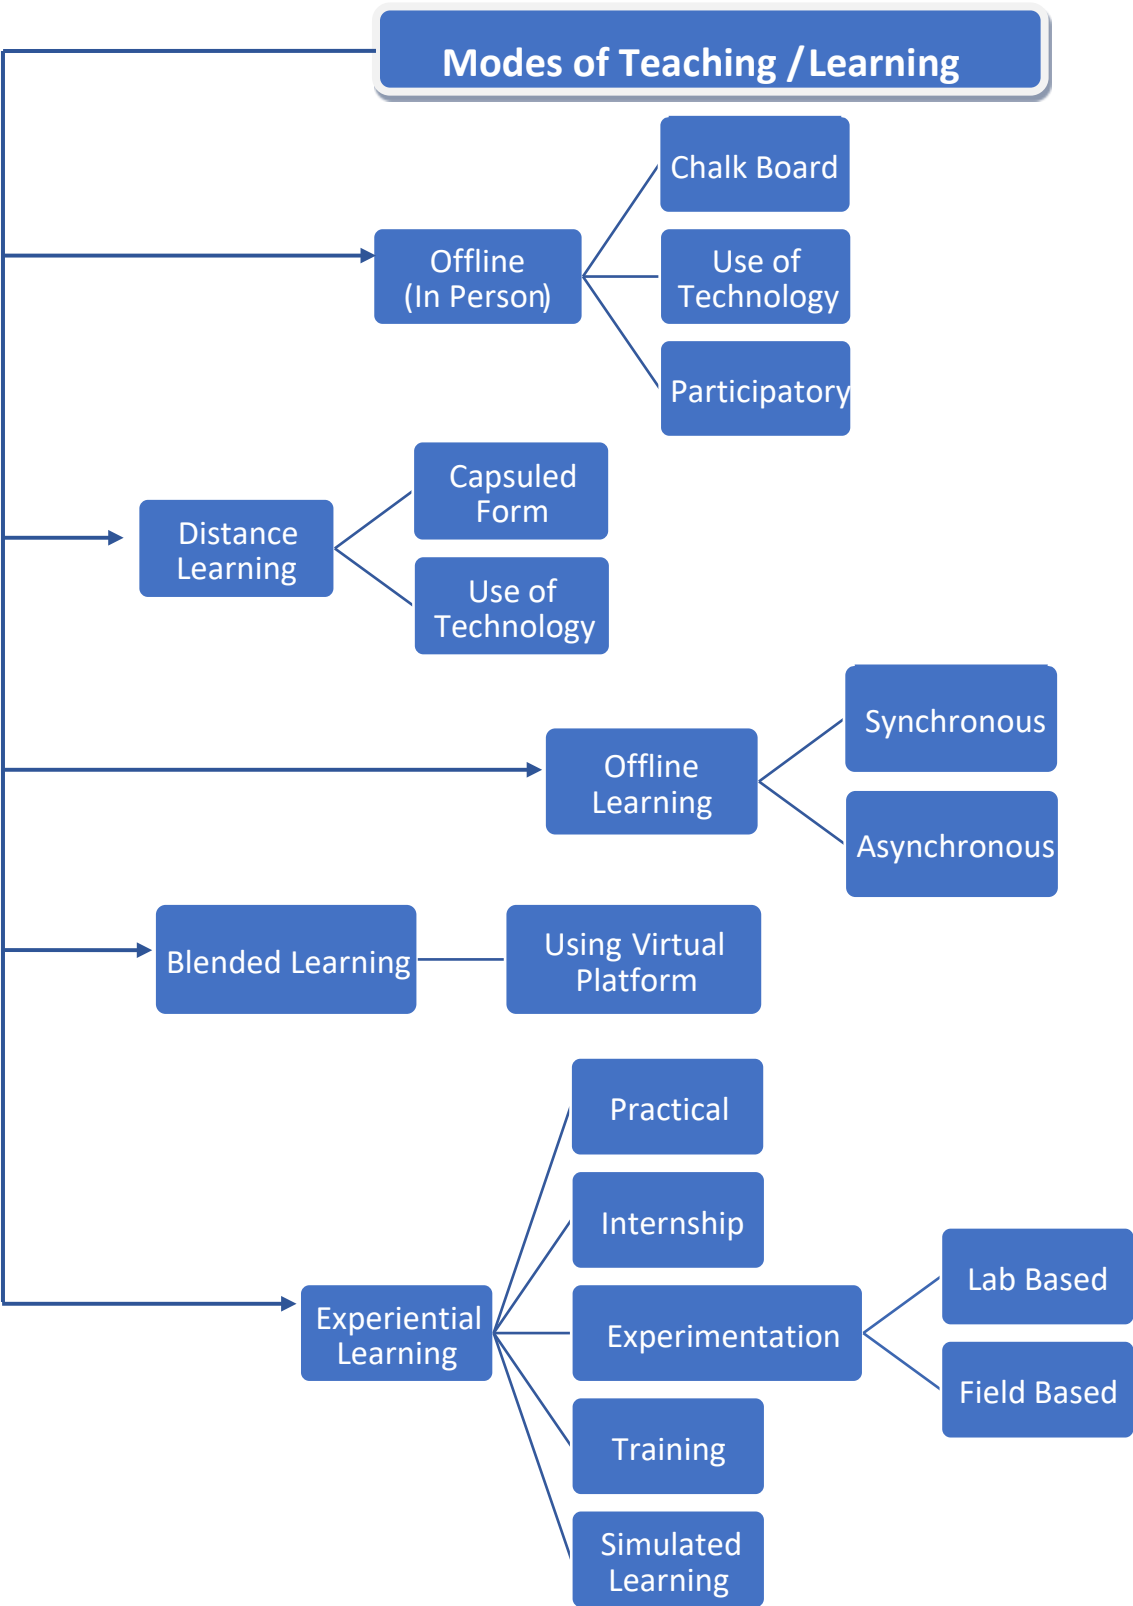 Modes of Teaching /Learning
Chalk Board
Offline
(In Person)
Use of
Technology
Participatory
Capsuled
Form
Distance
Learning
Use of
Technology
Synchronous
Offline
Learning
Asynchronous
Blended Learning
Using Virtual
Platform
Practical
Internship
Lab Based
Experiential
Learning
Experimentation
Field Based
Training
Simulated
Learning